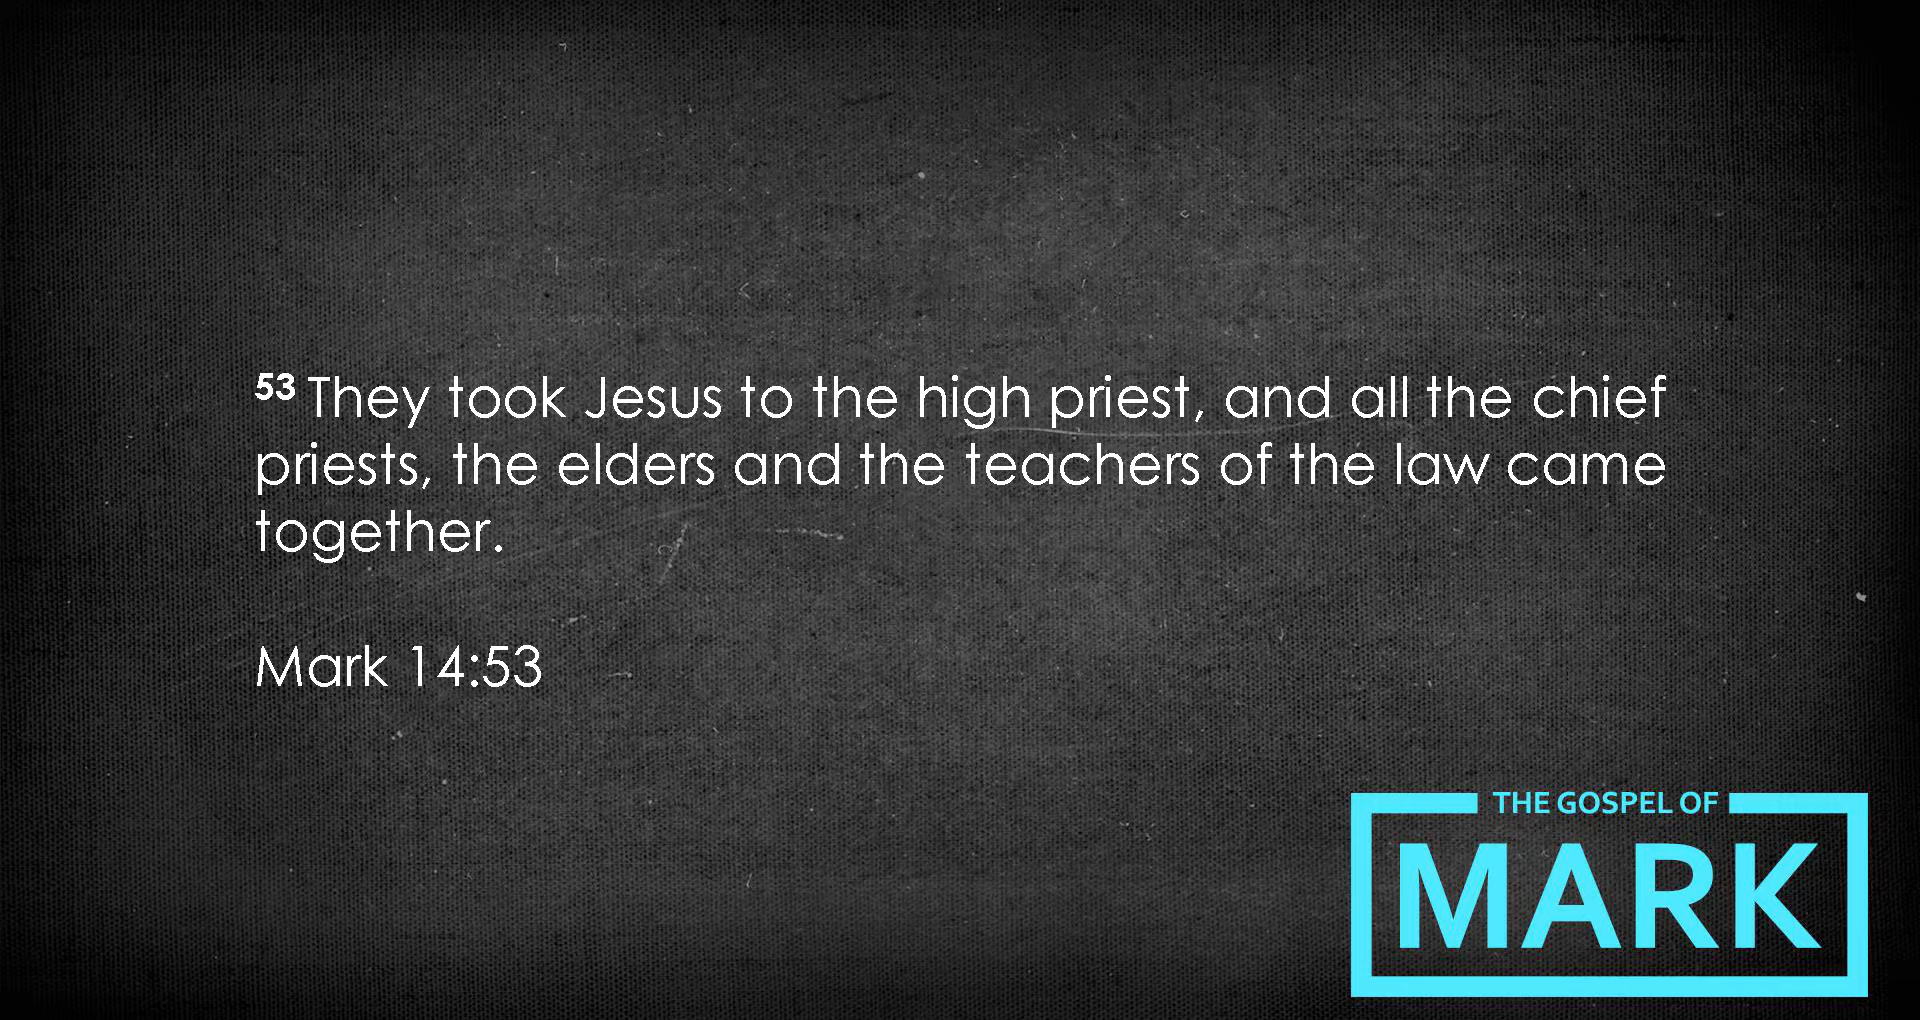 53 They took Jesus to the high priest, and all the chief
priests, the elders and the teachers of the law came
together.
Mark 14:53
THE GOSPEL OF
MARK